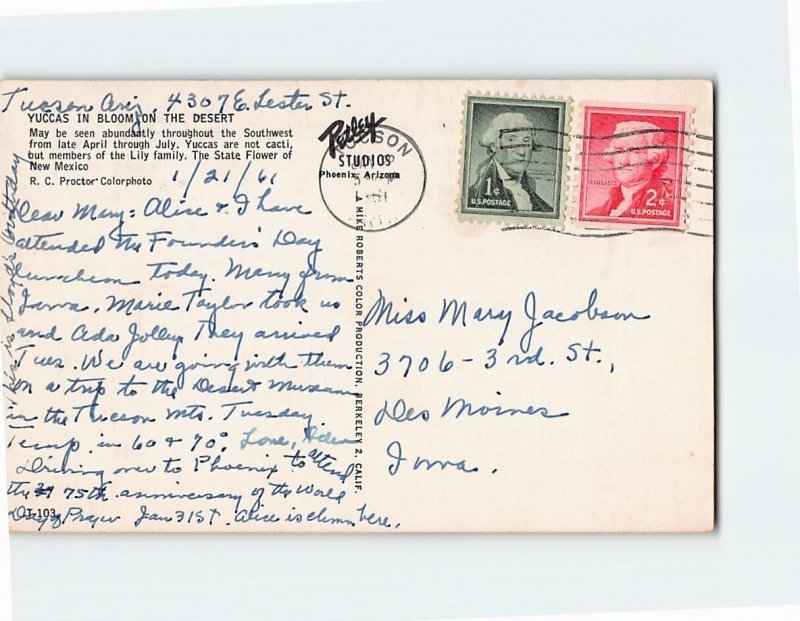 Tucson Ariz. 4307 E. Lester St.
YUCCAS IN BLOOM ON THE DESERT
May be seen abundantly throughout the Southwest
from late April through July. Yuccas are not cacti,
but members of the Lily family. The State Flower of
New Mexico
R. C. Proctor Colorphoto
1/21/61
Dear Mary: Alice & I have
attended the Founders Day
luncheon today. Many from
Iowa. Marie Taylor took us
and Ada Jolley They arrived
Tues. We are going with them
on a trip to the Desert Museum
in the Tucson Mts. Tuesday
Temp. in 60 & 70°. Love,
Driving over to Phoenix to attend
the 75th anniversary of the World
Day of Prayer Jan 31st. Alice is here.
This is birthday
T-103
Petley
STUDIOS
Phoenix, Arizona
TUCSON
A MIKE ROBERTS COLOR PRODUCTION, BERKELEY 2, CALIF.
1¢
U.S. POSTAGE
2¢
U.S. POSTAGE
Miss Mary Jacobson
3706 - 3rd. St.,
Des Moines
Iowa.